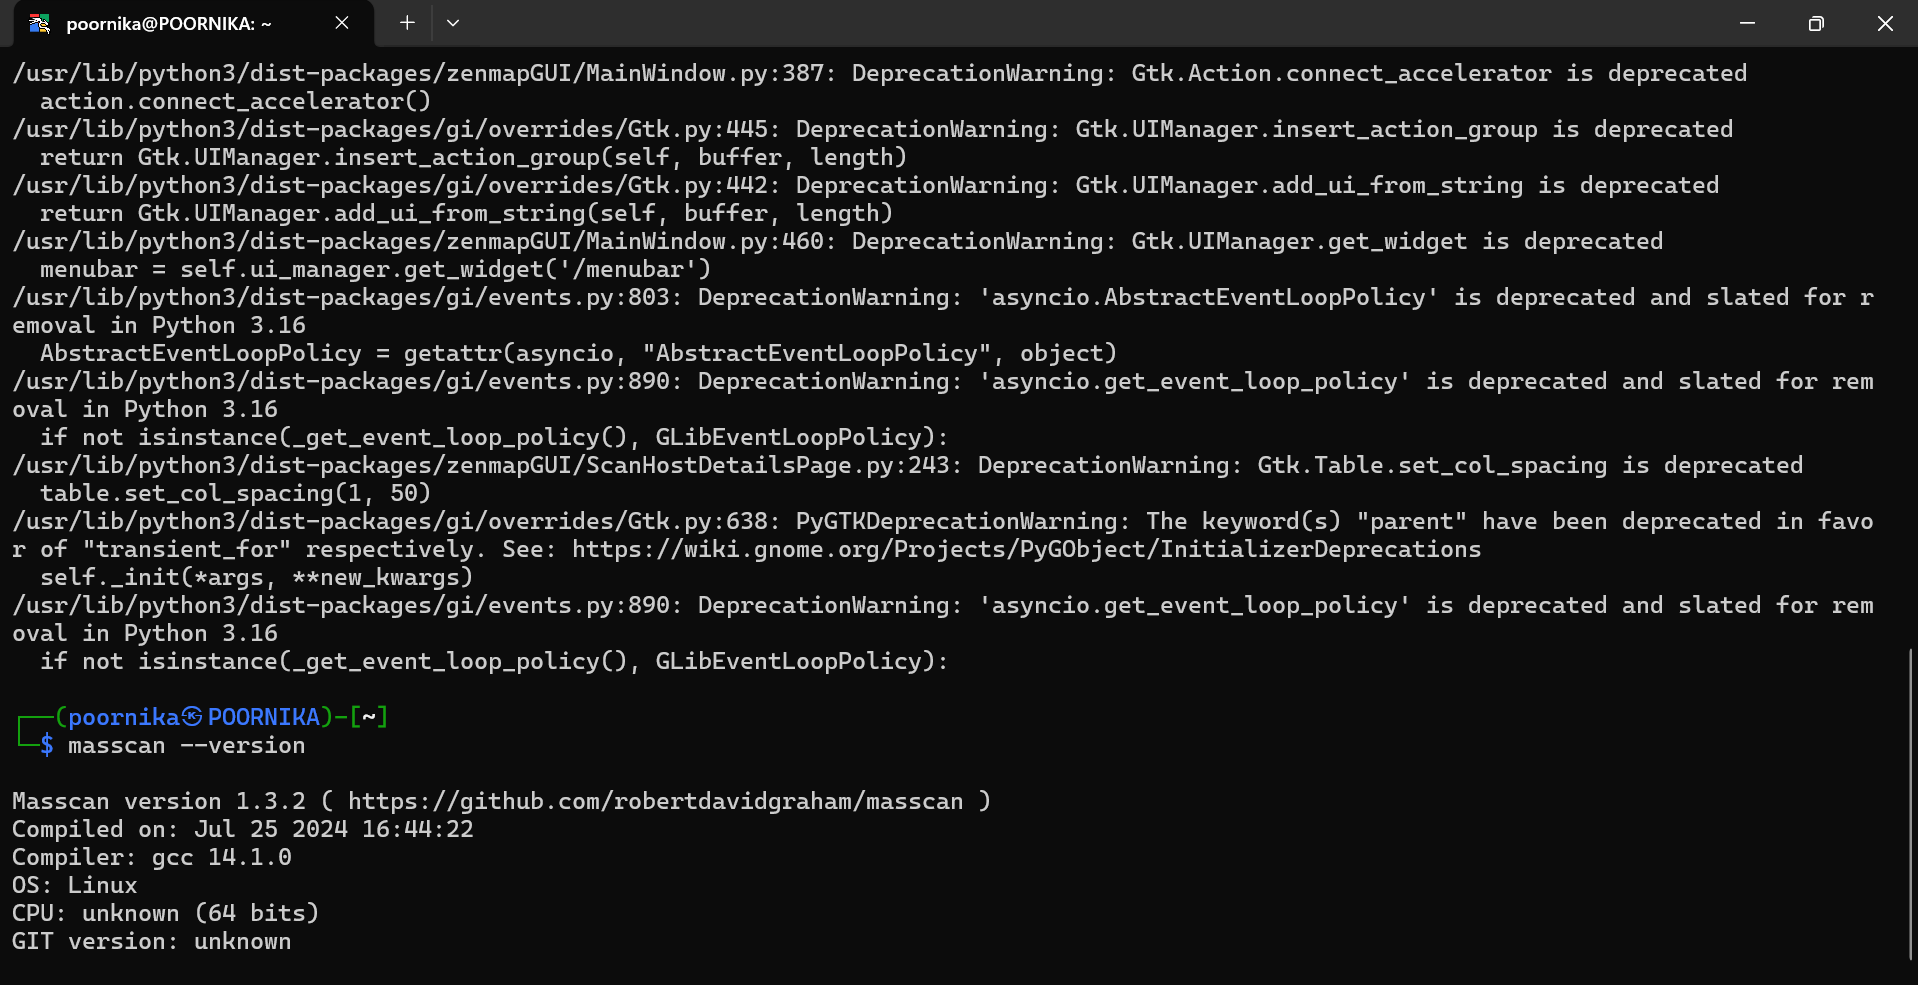 poornika@POORNIKA: ~
/usr/lib/python3/dist-packages/zenmapGUI/MainWindow.py:387: DeprecationWarning: Gtk.Action.connect_accelerator is deprecated
  action.connect_accelerator()
/usr/lib/python3/dist-packages/gi/overrides/Gtk.py:445: DeprecationWarning: Gtk.UIManager.insert_action_group is deprecated
  return Gtk.UIManager.insert_action_group(self, buffer, length)
/usr/lib/python3/dist-packages/gi/overrides/Gtk.py:442: DeprecationWarning: Gtk.UIManager.add_ui_from_string is deprecated
  return Gtk.UIManager.add_ui_from_string(self, buffer, length)
/usr/lib/python3/dist-packages/zenmapGUI/MainWindow.py:460: DeprecationWarning: Gtk.UIManager.get_widget is deprecated
  menubar = self.ui_manager.get_widget('/menubar')
/usr/lib/python3/dist-packages/gi/events.py:803: DeprecationWarning: 'asyncio.AbstractEventLoopPolicy' is deprecated and slated for r
emoval in Python 3.16
  AbstractEventLoopPolicy = getattr(asyncio, "AbstractEventLoopPolicy", object)
/usr/lib/python3/dist-packages/gi/events.py:890: DeprecationWarning: 'asyncio.get_event_loop_policy' is deprecated and slated for rem
oval in Python 3.16
  if not isinstance(_get_event_loop_policy(), GLibEventLoopPolicy):
/usr/lib/python3/dist-packages/zenmapGUI/ScanHostDetailsPage.py:243: DeprecationWarning: Gtk.Table.set_col_spacing is deprecated
  table.set_col_spacing(1, 50)
/usr/lib/python3/dist-packages/gi/overrides/Gtk.py:638: PyGTKDeprecationWarning: The keyword(s) "parent" have been deprecated in favo
r of "transient_for" respectively. See: https://wiki.gnome.org/Projects/PyGObject/InitializerDeprecations
  self._init(*args, **new_kwargs)
/usr/lib/python3/dist-packages/gi/events.py:890: DeprecationWarning: 'asyncio.get_event_loop_policy' is deprecated and slated for rem
oval in Python 3.16
  if not isinstance(_get_event_loop_policy(), GLibEventLoopPolicy):
┌──(poornika㉿POORNIKA)-[~]
└─$ masscan --version
Masscan version 1.3.2 ( https://github.com/robertdavidgraham/masscan )
Compiled on: Jul 25 2024 16:44:22
Compiler: gcc 14.1.0
OS: Linux
CPU: unknown (64 bits)
GIT version: unknown